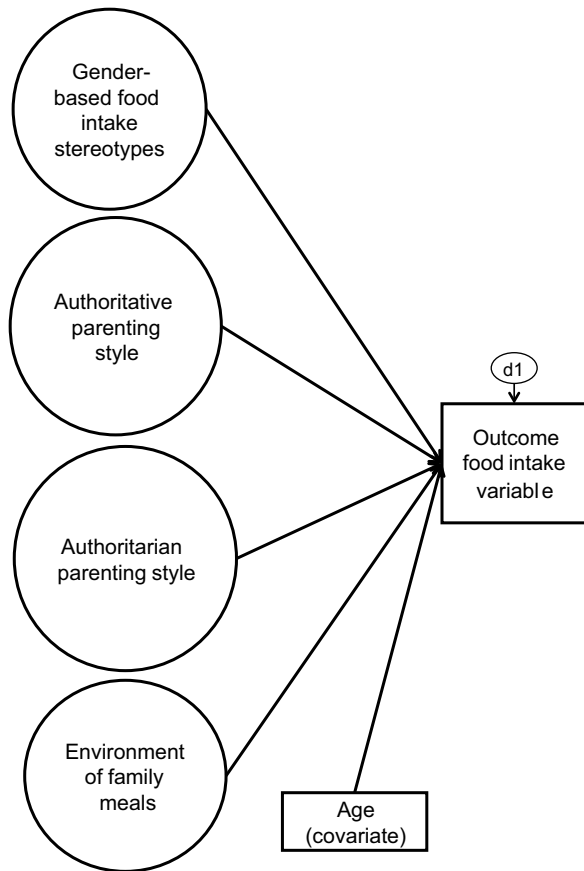 Gender-
based food
intake
stereotypes
Authoritative
parenting
style
d1
Outcome
food intake
variable
Authoritarian
parenting style
Environment
of family
meals
Age
(covariate)